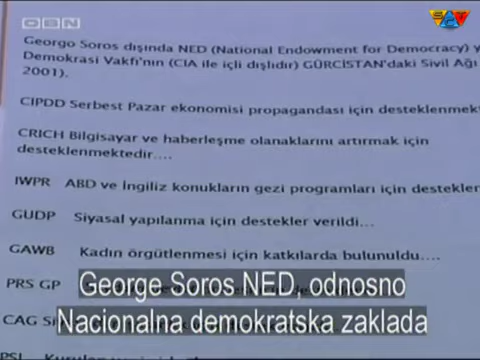 OBN
SAT
Georgo Soros dışında NED (National Endowment for Democracy) y
Demokrasi Vakfı'nın (CIA ile içli dışlıdır) GÜRCİSTAN'daki Sivil Ağı
2001).
CIPDD Serbest Pazar ekonomisi propagandası için desteklenmekt
CRICH Bilgisayar ve haberleşme olanaklarını artırmak için
desteklenmektedir....
IWPR ABD ve İngiliz konukların gezi programları için destekler
GUDP Siyasal yapılanma için destekler verildi...
GAWB Kadın örgütlenmesi için katkılarda bulunuldu....
PRS GP
George Soros NED, odnosno
CAG
Nacionalna demokratska zaklada